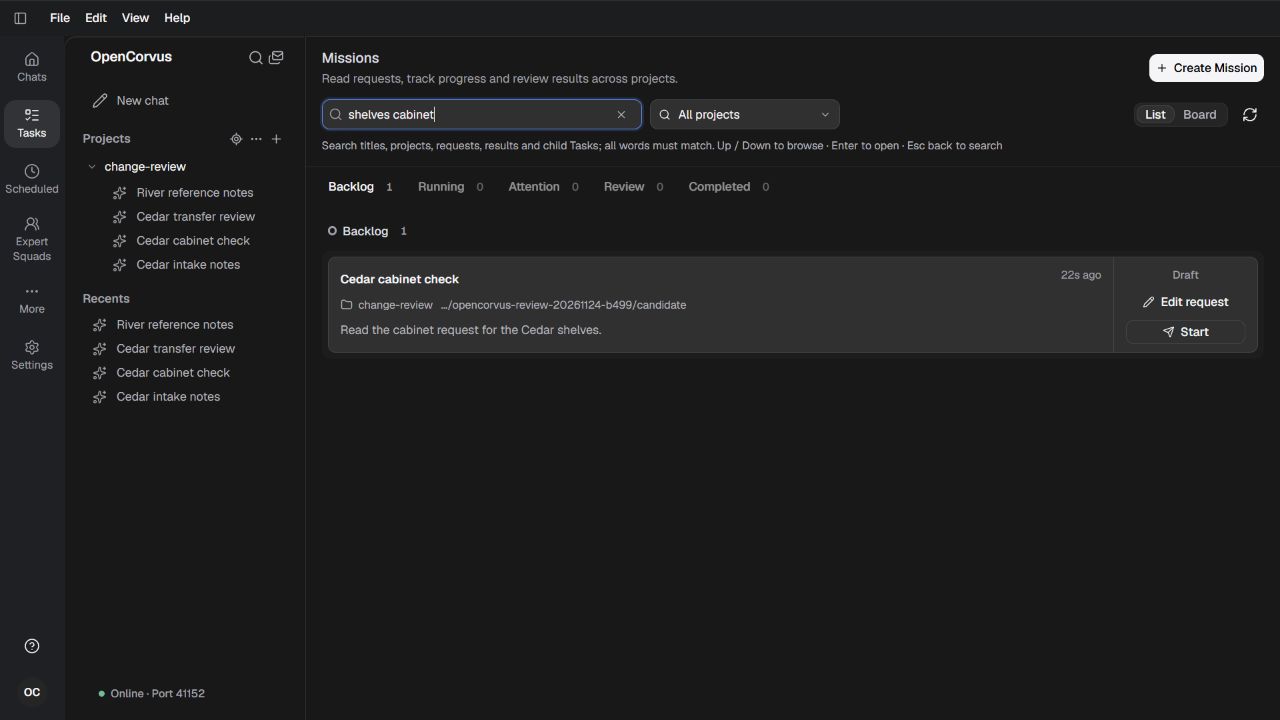 File Edit View Help
Chats
Tasks
Scheduled
Expert
Squads
More
Settings
OC
OpenCorvus
New chat
Projects
change-review
River reference notes
Cedar transfer review
Cedar cabinet check
Cedar intake notes
Recents
River reference notes
Cedar transfer review
Cedar cabinet check
Cedar intake notes
Online · Port 41152
Missions
Read requests, track progress and review results across projects.
Create Mission
shelves cabinet
All projects
List Board
Search titles, projects, requests, results and child Tasks; all words must match. Up / Down to browse · Enter to open · Esc back to search
Backlog 1 Running 0 Attention 0 Review 0 Completed 0
Backlog 1
Cedar cabinet check
22s ago
change-review .../opencorvus-review-20261124-b499/candidate
Read the cabinet request for the Cedar shelves.
Draft
Edit request
Start